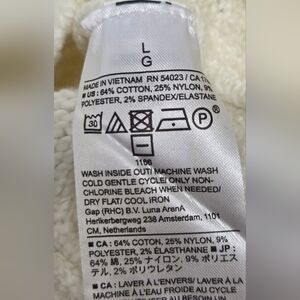 L
G
MADE IN VIETNAM RN 54023 / CA
■ US : 64% COTTON, 25% NYLON, 9%
POLYESTER, 2% SPANDEX/ELASTANE
30
P
WASH INSIDE OUT/ MACHINE WASH
COLD GENTLE CYCLE/ ONLY NON-
CHLORINE BLEACH WHEN NEEDED/
DRY FLAT/ COOL IRON
Gap (RHC) B.V. Luna ArenA
Herikerbergweg 238 Amsterdam, 1101
CM, Netherlands
■ CA : 64% COTTON, 25% NYLON, 9%
POLYESTER, 2% ÉLASTHANNE ■ JP :
64% 綿, 25% ナイロン, 9% ポリエス
テル, 2% ポリウレタン
■ CA : LAVER À L'ENVERS / LAVER À
LA MACHINE À L'EAU FROIDE AU CYCLE